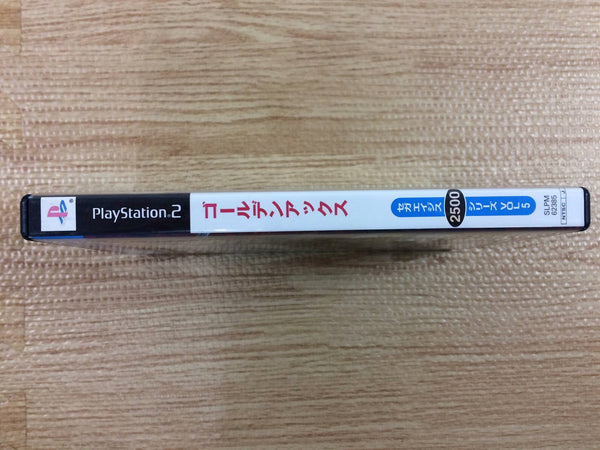 PlayStation®2
ゴールデンアックス
セガエイジス 2500 シリーズ VOL 5
SLPM
62385
NTSC J